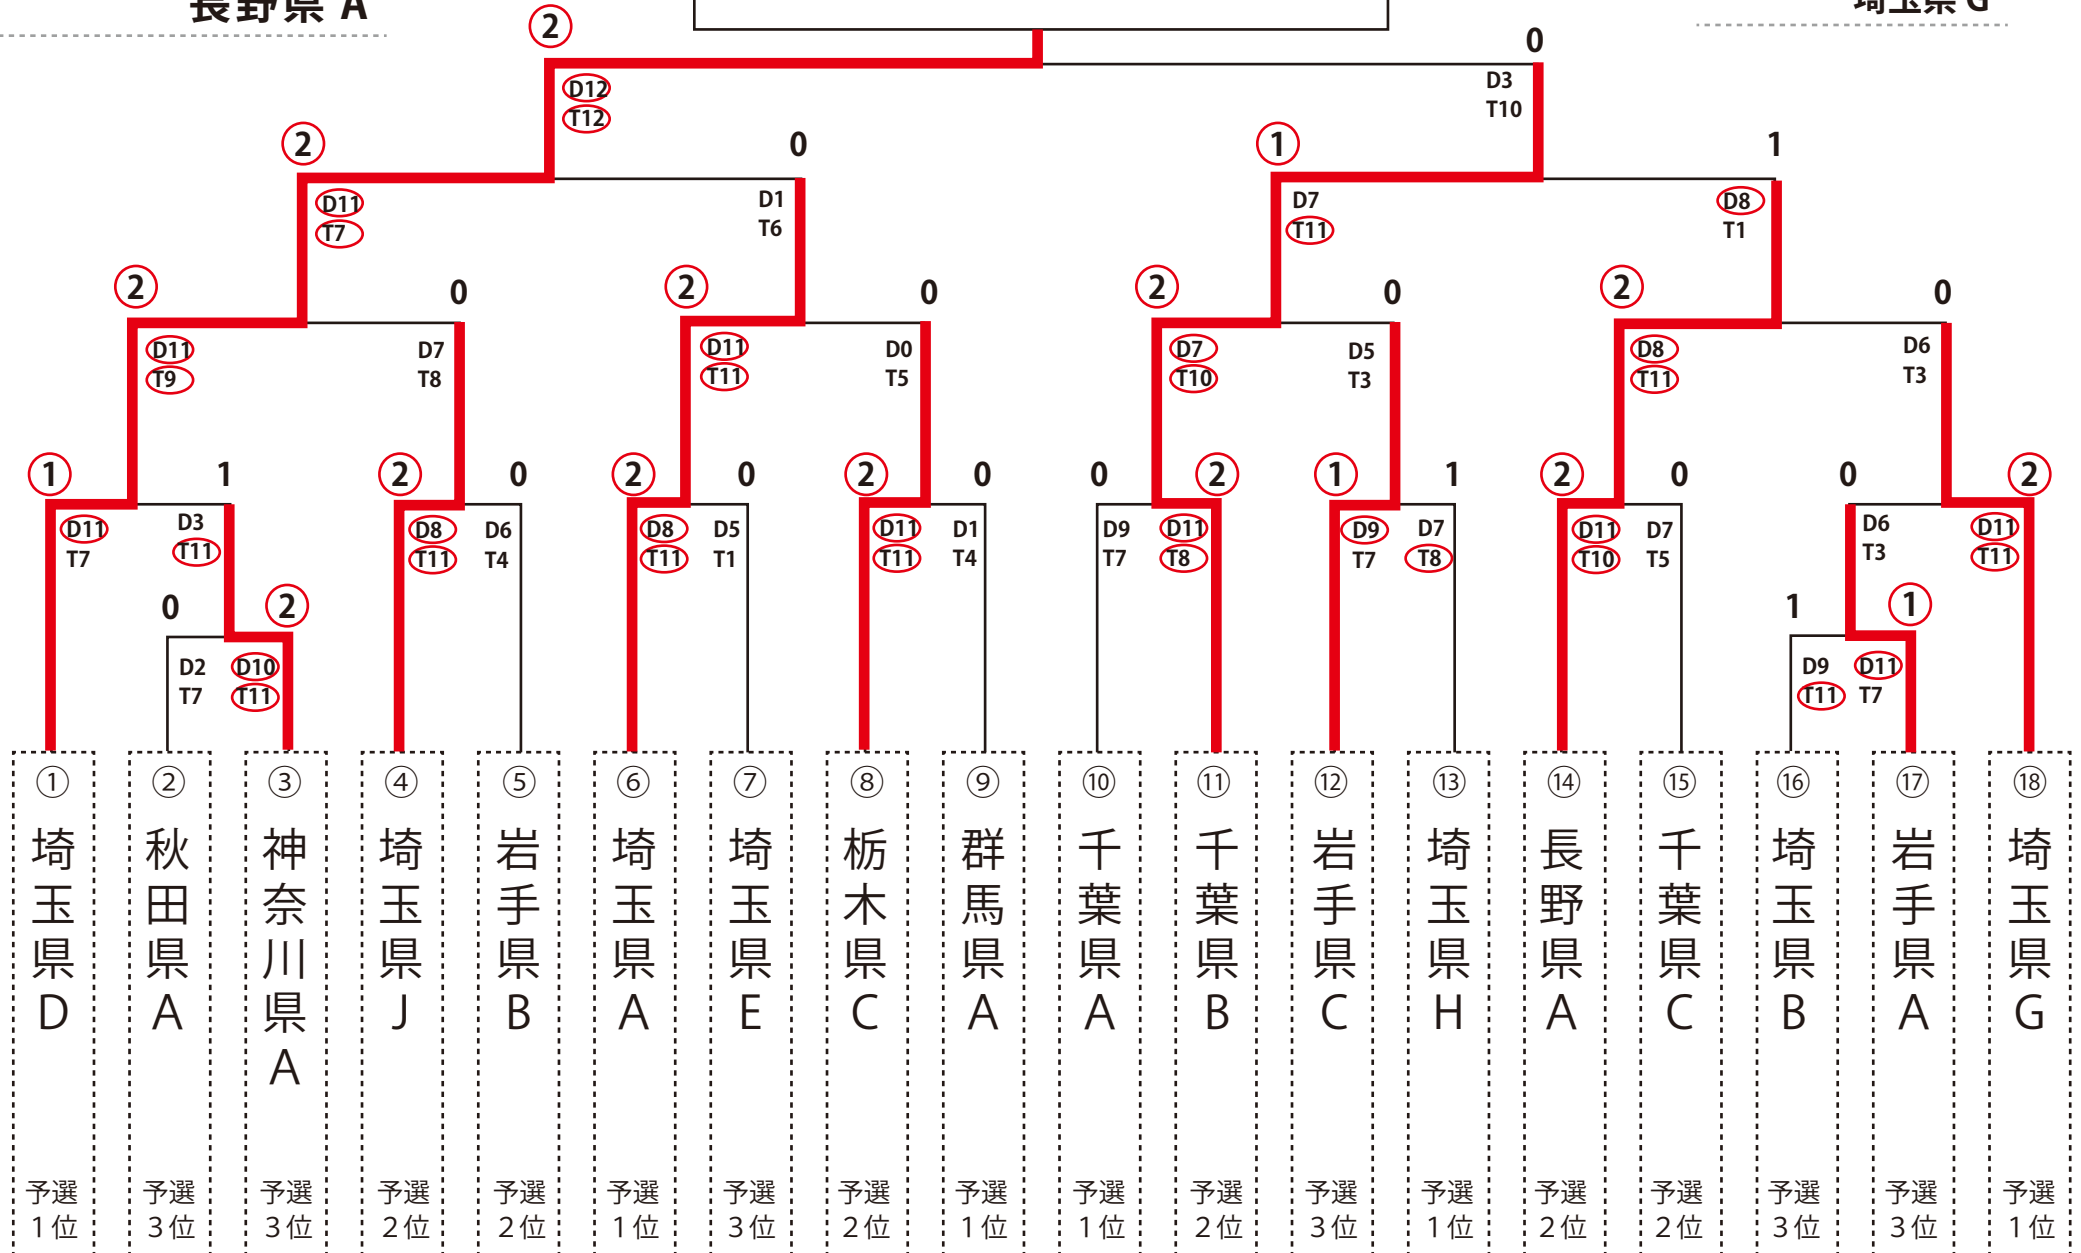 長野県 A
埼玉県 G
2
0
D12
T12
D3
T10
2
0
1
1
D11
T7
D1
T6
D7
T11
D8
T1
2
0
2
0
2
0
2
0
D11
T9
D7
T8
D11
T11
D0
T5
D7
T10
D5
T3
D8
T11
D6
T3
1
1
2
0
2
0
2
0
0
2
1
1
2
0
0
2
D11
T7
D3
T11
D8
T11
D6
T4
D8
T11
D5
T1
D11
T11
D1
T4
D9
T7
D11
T8
D9
T7
D7
T8
D11
T10
D7
T5
D6
T3
D11
T11
0
2
1
1
D2
T7
D10
T11
D9
T11
D11
T7
①
埼玉県D
予選
1位
②
秋田県A
予選
3位
③
神奈川県A
予選
3位
④
埼玉県J
予選
2位
⑤
岩手県B
予選
2位
⑥
埼玉県A
予選
1位
⑦
埼玉県E
予選
3位
⑧
栃木県C
予選
2位
⑨
群馬県A
予選
1位
⑩
千葉県A
予選
1位
⑪
千葉県B
予選
2位
⑫
岩手県C
予選
3位
⑬
埼玉県H
予選
1位
⑭
長野県A
予選
2位
⑮
千葉県C
予選
2位
⑯
埼玉県B
予選
3位
⑰
岩手県A
予選
3位
⑱
埼玉県G
予選
1位